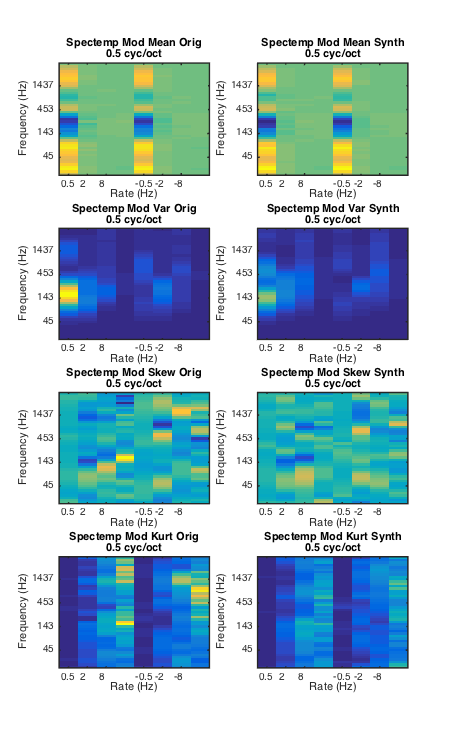 Spectemp Mod Mean Orig
0.5 cyc/oct
Spectemp Mod Mean Synth
0.5 cyc/oct
Frequency (Hz)
1437
453
143
45
0.5 2 8 -0.5 -2 -8
Rate (Hz)
Frequency (Hz)
1437
453
143
45
0.5 2 8 -0.5 -2 -8
Rate (Hz)
Spectemp Mod Var Orig
0.5 cyc/oct
Spectemp Mod Var Synth
0.5 cyc/oct
Frequency (Hz)
1437
453
143
45
0.5 2 8 -0.5 -2 -8
Rate (Hz)
Frequency (Hz)
1437
453
143
45
0.5 2 8 -0.5 -2 -8
Rate (Hz)
Spectemp Mod Skew Orig
0.5 cyc/oct
Spectemp Mod Skew Synth
0.5 cyc/oct
Frequency (Hz)
1437
453
143
45
0.5 2 8 -0.5 -2 -8
Rate (Hz)
Frequency (Hz)
1437
453
143
45
0.5 2 8 -0.5 -2 -8
Rate (Hz)
Spectemp Mod Kurt Orig
0.5 cyc/oct
Spectemp Mod Kurt Synth
0.5 cyc/oct
Frequency (Hz)
1437
453
143
45
0.5 2 8 -0.5 -2 -8
Rate (Hz)
Frequency (Hz)
1437
453
143
45
0.5 2 8 -0.5 -2 -8
Rate (Hz)